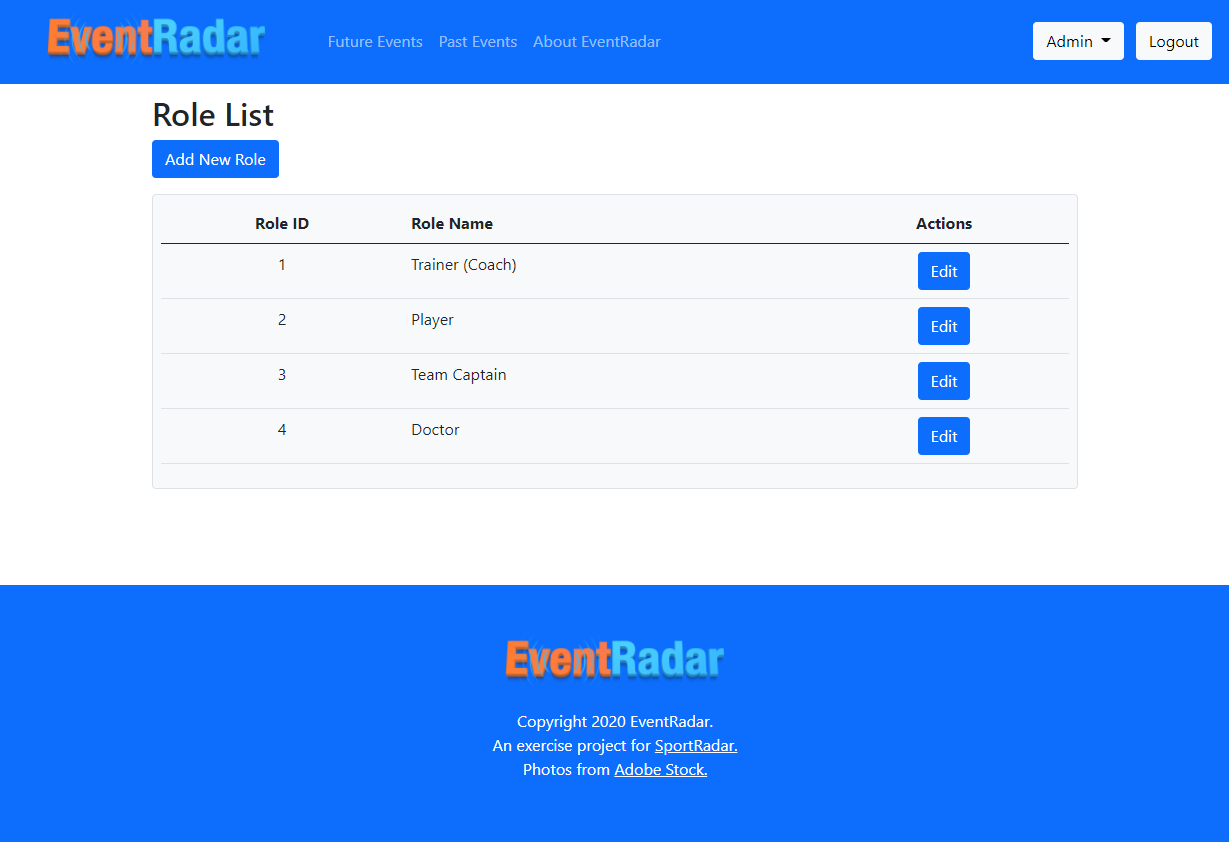 EventRadar Future Events Past Events About EventRadar Admin Logout
Role List
Add New Role
Role ID Role Name Actions
1 Trainer (Coach) Edit
2 Player Edit
3 Team Captain Edit
4 Doctor Edit
EventRadar
Copyright 2020 EventRadar.
An exercise project for SportRadar.
Photos from Adobe Stock.